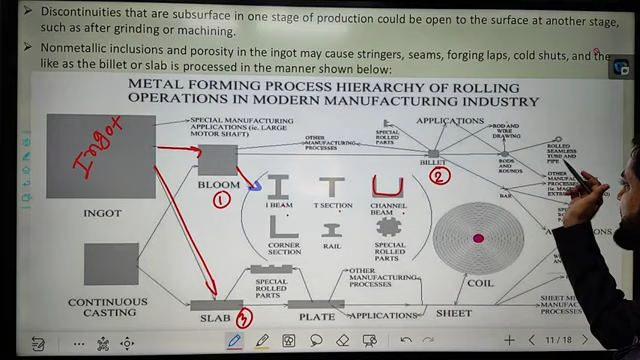 Discontinuities that are subsurface in one stage of production could be open to the surface at another stage,
such as after grinding or machining.
Nonmetallic inclusions and porosity in the ingot may cause stringers, seams, forging laps, cold shuts, and the
like as the billet or slab is processed in the manner shown below:
METAL FORMING PROCESS HIERARCHY OF ROLLING
OPERATIONS IN MODERN MANUFACTURING INDUSTRY
SPECIAL MANUFACTURING
APPLICATIONS (ie. LARGE
MOTOR SHAFT)
Ingot
INGOT
BLOOM
1
OTHER
MANUFACTURING
PROCESSES
SPECIAL
ROLLED
PARTS
APPLICATIONS
BILLET
2
ROD AND
WIRE
DRAWING
RODS
AND
ROUNDS
ROLLED
SEAMLESS
TUBE AND
PIPE
BAR
OTHER
I BEAM
T SECTION
CHANNEL
BEAM
CORNER
SECTION
RAIL
SPECIAL
ROLLED
PARTS
COIL
CONTINUOUS
CASTING
SLAB
3
SPECIAL
ROLLED PARTS
PLATE
OTHER
MANUFACTURING
PROCESSES
APPLICATIONS
SHEET
11 / 18